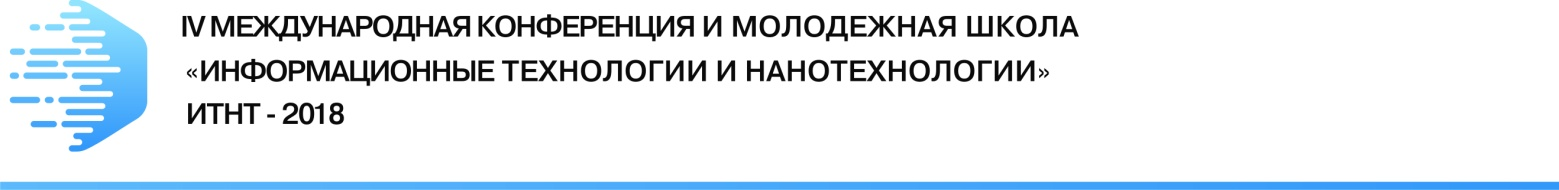 IV МЕЖДУНАРОДНАЯ КОНФЕРЕНЦИЯ И МОЛОДЕЖНАЯ ШКОЛА
«ИНФОРМАЦИОННЫЕ ТЕХНОЛОГИИ И НАНОТЕХНОЛОГИИ»
ИТНТ - 2018